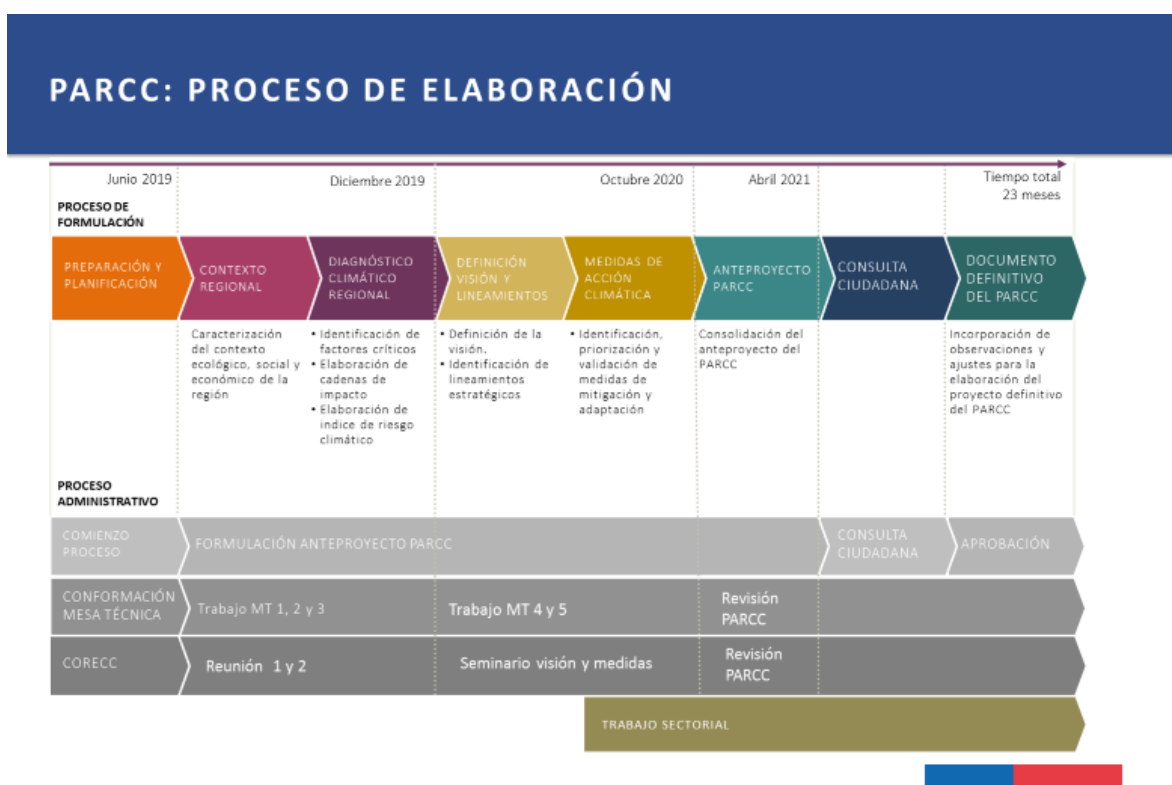 PARCC: PROCESO DE ELABORACIÓN
Junio 2019
Diciembre 2019
Octubre 2020
Abril 2021
Tiempo total
23 meses
PROCESO DE
FORMULACIÓN
PREPARACIÓN Y
PLANIFICACIÓN
CONTEXTO
REGIONAL
DIAGNÓSTICO
CLIMÁTICO
REGIONAL
DEFINICIÓN
VISIÓN Y
LINEAMIENTOS
MEDIDAS DE
ACCIÓN
CLIMÁTICA
ANTEPROYECTO
PARCC
CONSULTA
CIUDADANA
DOCUMENTO
DEFINITIVO
DEL PARCC
Caracterización
del contexto
ecológico, social y
económico de la
región
• Identificación de
factores críticos
• Elaboración de
cadenas de
impacto
• Elaboración de
indice de riesgo
climático
• Definición de la
visión.
• Identificación de
lineamientos
estratégicos
• Identificación,
priorización y
validación de
medidas de
mitigación y
adaptación
Consolidación del
anteproyecto del
PARCC
Incorporación de
observaciones y
ajustes para la
elaboración del
proyecto definitivo
del PARCC
PROCESO
ADMINISTRATIVO
COMIENZO
PROCESO
FORMULACIÓN ANTEPROYECTO PARCC
CONSULTA
CIUDADANA
APROBACIÓN
CONFORMACIÓN
MESA TÉCNICA
Trabajo MT 1, 2 y 3
Trabajo MT 4 y 5
Revisión
PARCC
CORECC
Reunión 1 y 2
Seminario visión y medidas
Revisión
PARCC
TRABAJO SECTORIAL